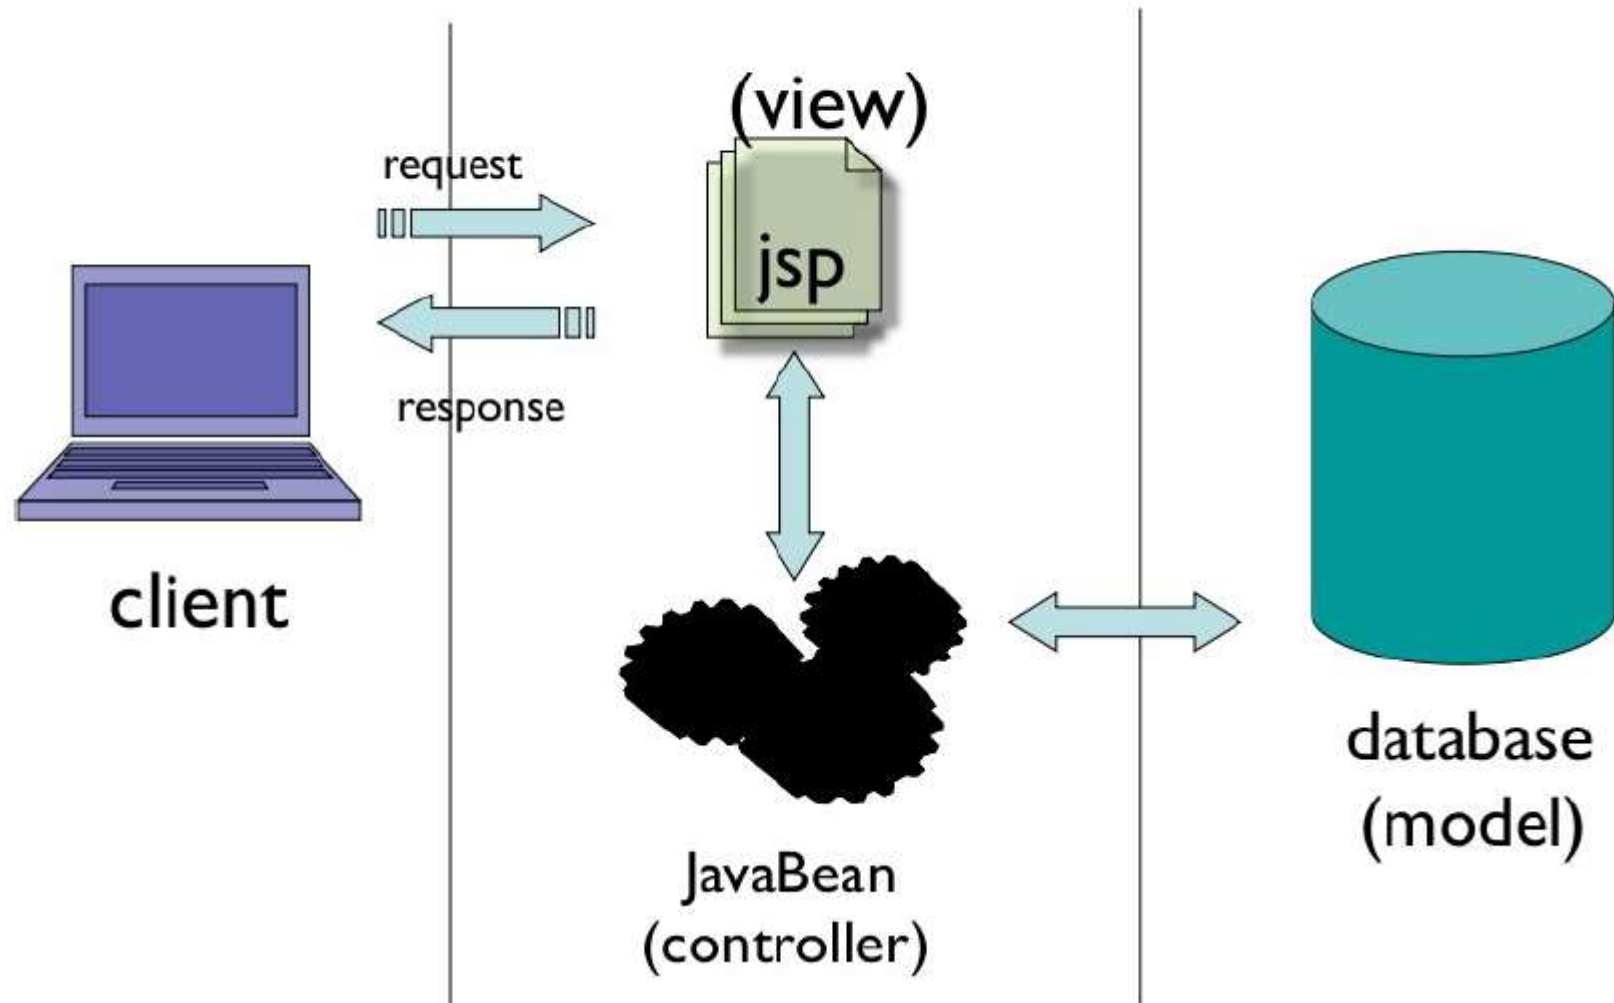 (view)
request
jsp
response
client
database
(model)
JavaBean
(controller)